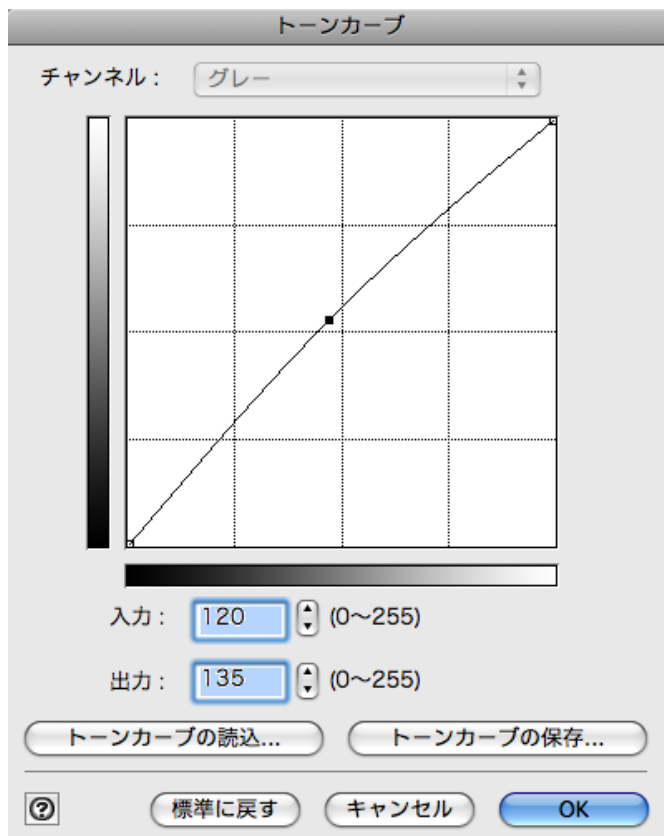 トーンカーブ
チャンネル： グレー
入力： 120 (0〜255)
出力： 135 (0〜255)
トーンカーブの読込... トーンカーブの保存...
? 標準に戻す キャンセル OK